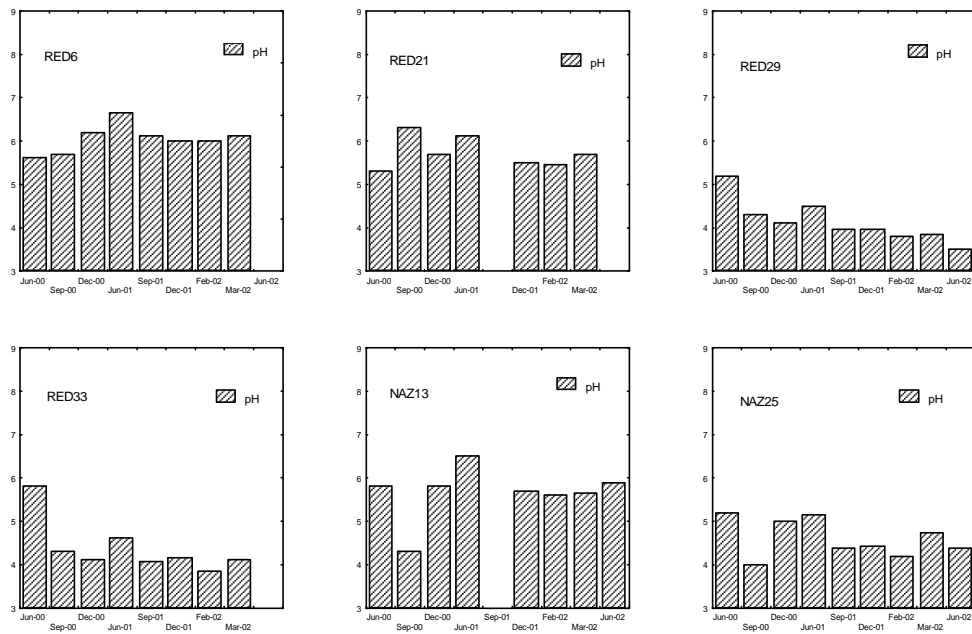 9
8
RED6 pH
7
6
5
4
3
Jun-00 Dec-00 Sep-01 Feb-02 Jun-02
Sep-00 Jun-01 Dec-01 Mar-02
9
8
RED21 pH
7
6
5
4
3
Jun-00 Dec-00 Feb-02
Sep-00 Jun-01 Dec-01 Mar-02
9
8
RED29 pH
7
6
5
4
3
Jun-00 Dec-00 Sep-01 Feb-02 Jun-02
Sep-00 Jun-01 Dec-01 Mar-02
9
8
RED33 pH
7
6
5
4
3
Jun-00 Dec-00 Sep-01 Feb-02
Sep-00 Jun-01 Dec-01 Mar-02
9
8
NAZ13 pH
7
6
5
4
3
Jun-00 Dec-00 Sep-01 Feb-02 Jun-02
Sep-00 Jun-01 Dec-01 Mar-02
9
8
NAZ25 pH
7
6
5
4
3
Jun-00 Dec-00 Sep-01 Feb-02 Jun-02
Sep-00 Jun-01 Dec-01 Mar-02